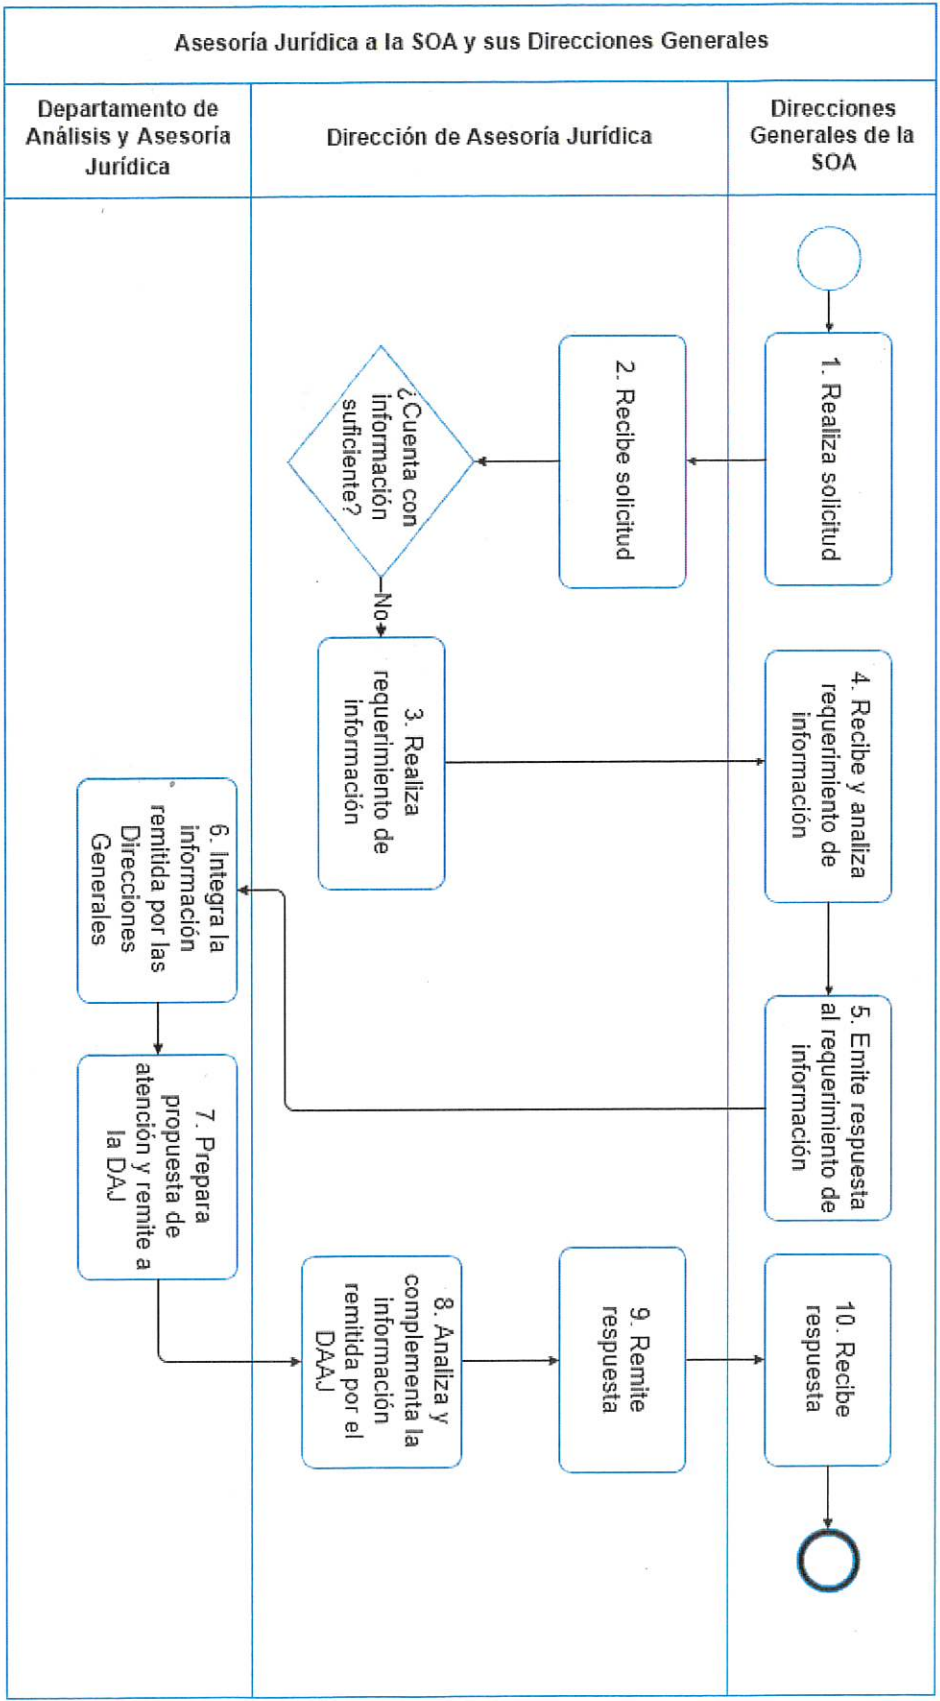 Asesoría Jurídica a la SOA y sus Direcciones Generales
Departamento de
Análisis y Asesoría
Jurídica
Dirección de Asesoría Jurídica
Direcciones
Generales de la
SOA
1. Realiza solicitud
2. Recibe solicitud
¿Cuenta con
información
suficiente?
No
3. Realiza
requerimiento de
información
4. Recibe y analiza
requerimiento de
información
5. Emite respuesta
al requerimiento de
información
6. Integra la
información
remitida por las
Direcciones
Generales
7. Prepara
propuesta de
atención y remite a
la DAJ
8. Analiza y
complementa la
información
remitida por el
DAAJ
9. Remite
respuesta
10. Recibe
respuesta